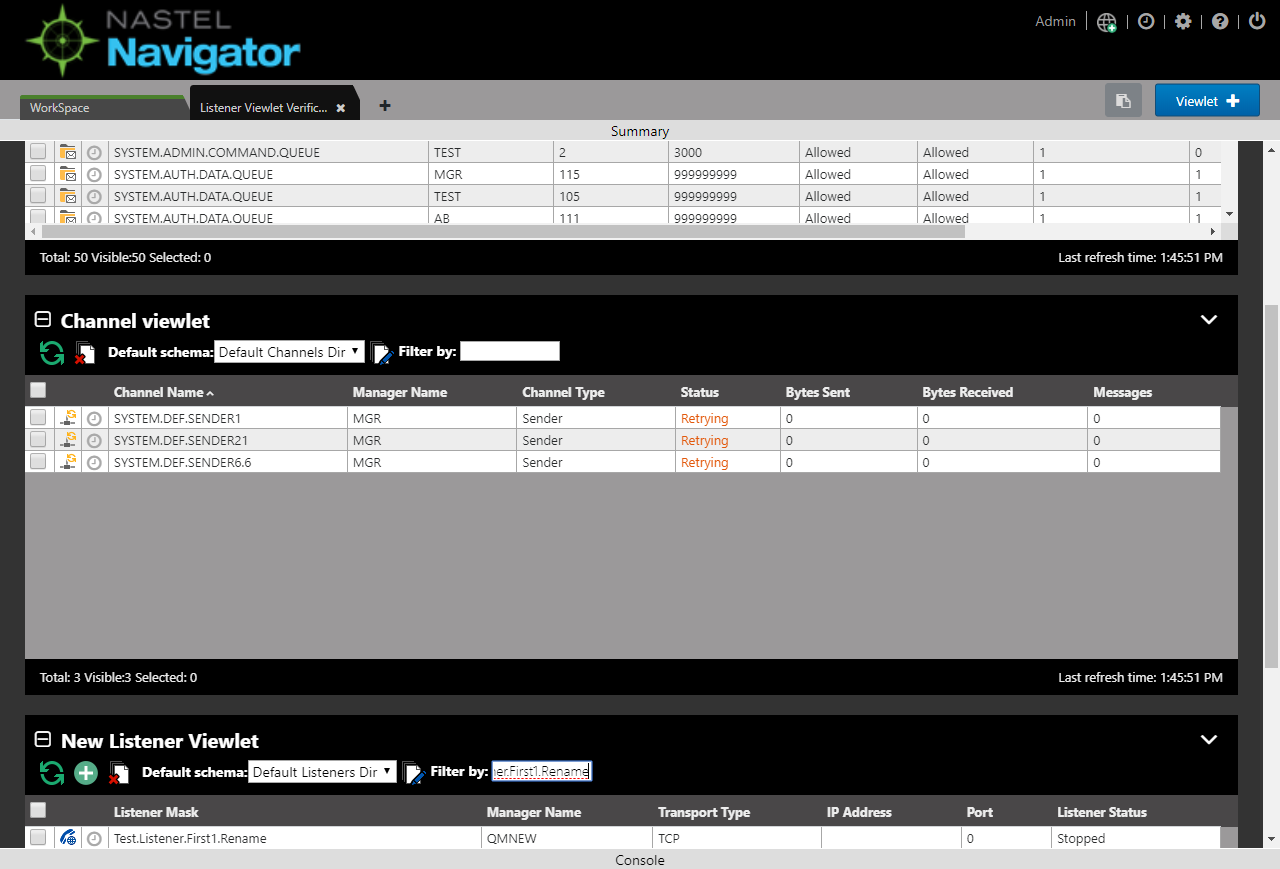 NASTEL
Navigator
Admin
WorkSpace
Listener Viewlet Verific...
Viewlet
Summary
SYSTEM.ADMIN.COMMAND.QUEUE TEST 2 3000 Allowed Allowed 1 0
SYSTEM.AUTH.DATA.QUEUE MGR 115 999999999 Allowed Allowed 1 1
SYSTEM.AUTH.DATA.QUEUE TEST 105 999999999 Allowed Allowed 1 1
SYSTEM.AUTH.DATA.QUEUE AB 111 999999999 Allowed Allowed 1 1
Total: 50 Visible:50 Selected: 0 Last refresh time: 1:45:51 PM
Channel viewlet
Default schema: Default Channels Dir Filter by:
Channel Name Manager Name Channel Type Status Bytes Sent Bytes Received Messages
SYSTEM.DEF.SENDER1 MGR Sender Retrying 0 0 0
SYSTEM.DEF.SENDER21 MGR Sender Retrying 0 0 0
SYSTEM.DEF.SENDER6.6 MGR Sender Retrying 0 0 0
Total: 3 Visible:3 Selected: 0 Last refresh time: 1:45:51 PM
New Listener Viewlet
Default schema: Default Listeners Dir Filter by: er.First1.Rename
Listener Mask Manager Name Transport Type IP Address Port Listener Status
Test.Listener.First1.Rename QMNEW TCP 0 Stopped
Console